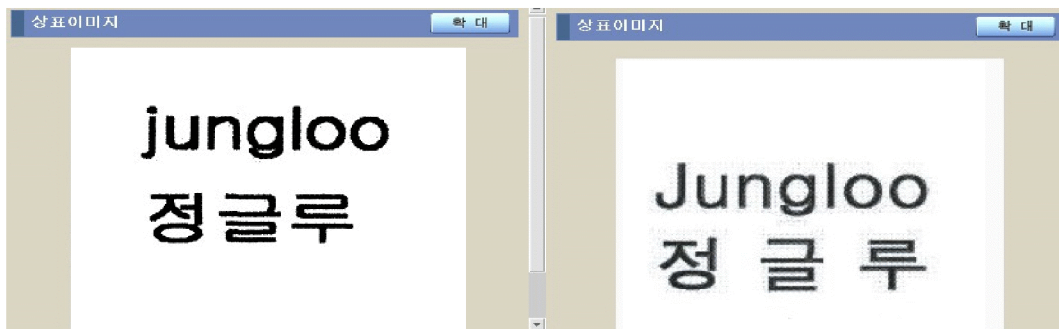 상표이미지
확 대
jungloo
정글루
상표이미지
확 대
Jungloo
정 글 루